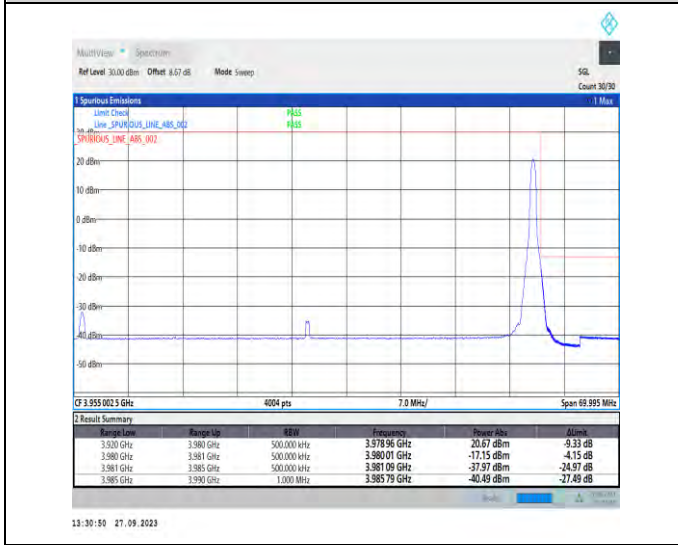 MultiView Spectrum
Ref Level 30.00 dBm Offset 8.67 dB Mode Sweep SGL
Count 30/30
1 Spurious Emissions 1 Max
Limit Check PASS
Line _SPURIOUS_LINE_ABS_002 PASS
30 dBm
_SPURIOUS_LINE_ABS_002
20 dBm
10 dBm
0 dBm
-10 dBm
-20 dBm
-30 dBm
-40 dBm
-50 dBm
CF 3.955 002 5 GHz 4004 pts 7.0 MHz/ Span 69.995 MHz
2 Result Summary
Range Low Range Up RBW Frequency Power Abs ΔLimit
3.920 GHz 3.980 GHz 500.000 kHz 3.978 96 GHz 20.67 dBm -9.33 dB
3.980 GHz 3.981 GHz 500.000 kHz 3.980 01 GHz -17.15 dBm -4.15 dB
3.981 GHz 3.985 GHz 500.000 kHz 3.981 09 GHz -37.97 dBm -24.97 dB
3.985 GHz 3.990 GHz 1.000 MHz 3.985 79 GHz -40.49 dBm -27.49 dB
13:30:50 27.09.2023